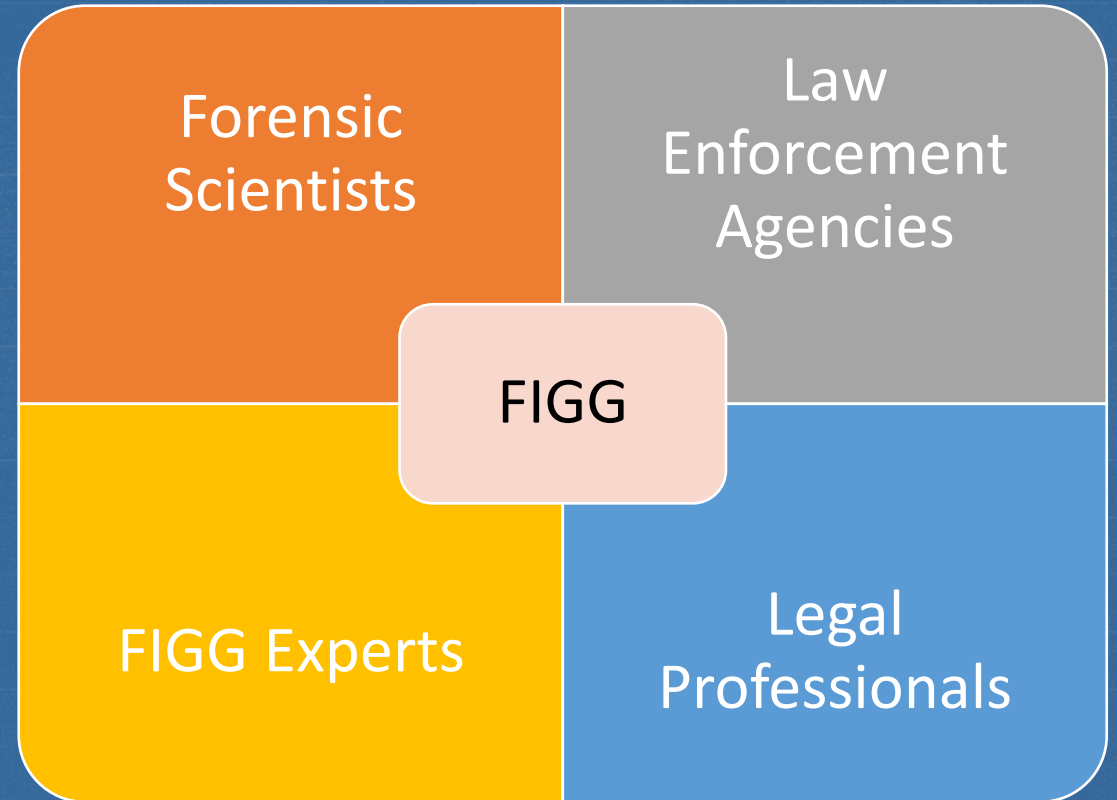 Forensic
Scientists
Law
Enforcement
Agencies
FIGG
FIGG Experts
Legal
Professionals